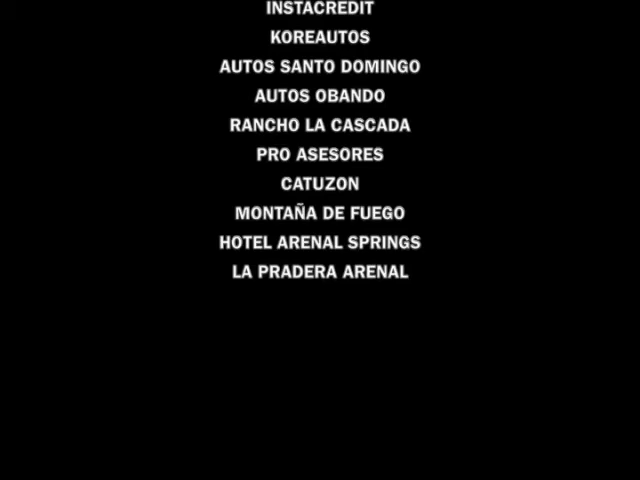 INSTACREDIT
KOREAUTOS
AUTOS SANTO DOMINGO
AUTOS OBANDO
RANCHO LA CASCADA
PRO ASESORES
CATUZON
MONTAÑA DE FUEGO
HOTEL ARENAL SPRINGS
LA PRADERA ARENAL